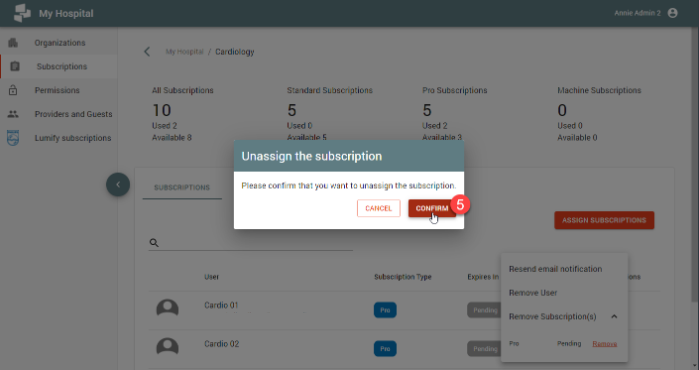 My Hospital
Annie Admin 2
Organizations
Subscriptions
Permissions
Providers and Guests
Lumify subscriptions
My Hospital / Cardiology
All Subscriptions
10
Used 2
Available 8
Standard Subscriptions
5
Used 0
Available 5
Pro Subscriptions
5
Used 2
Available 3
Machine Subscriptions
0
Used 0
Available 0
Unassign the subscription
Please confirm that you want to unassign the subscription.
CANCEL
CONFIRM
5
SUBSCRIPTIONS
ASSIGN SUBSCRIPTIONS
User
Subscription Type
Expires In
ions
Cardio 01
Pro
Pending
Cardio 02
Pro
Pending
Resend email notification
Remove User
Remove Subscription(s)
Pro Pending Remove